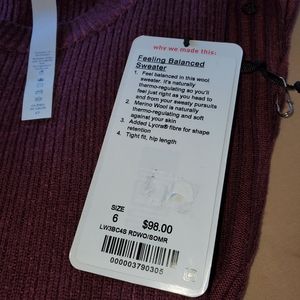 why we made this:
Feeling Balanced
Sweater
1. Feel balanced in this wool
sweater. It's naturally
thermo-regulating so you'll
feel just right as you head to
and from your sweaty pursuits
2. Merino Wool is naturally
thermo-regulating and soft
against your skin
3. Added Lycra® fibre for shape
retention
4. Tight fit, hip length
SIZE
6
$98.00
LW3BC4S RDWO/SOMR
000003790305